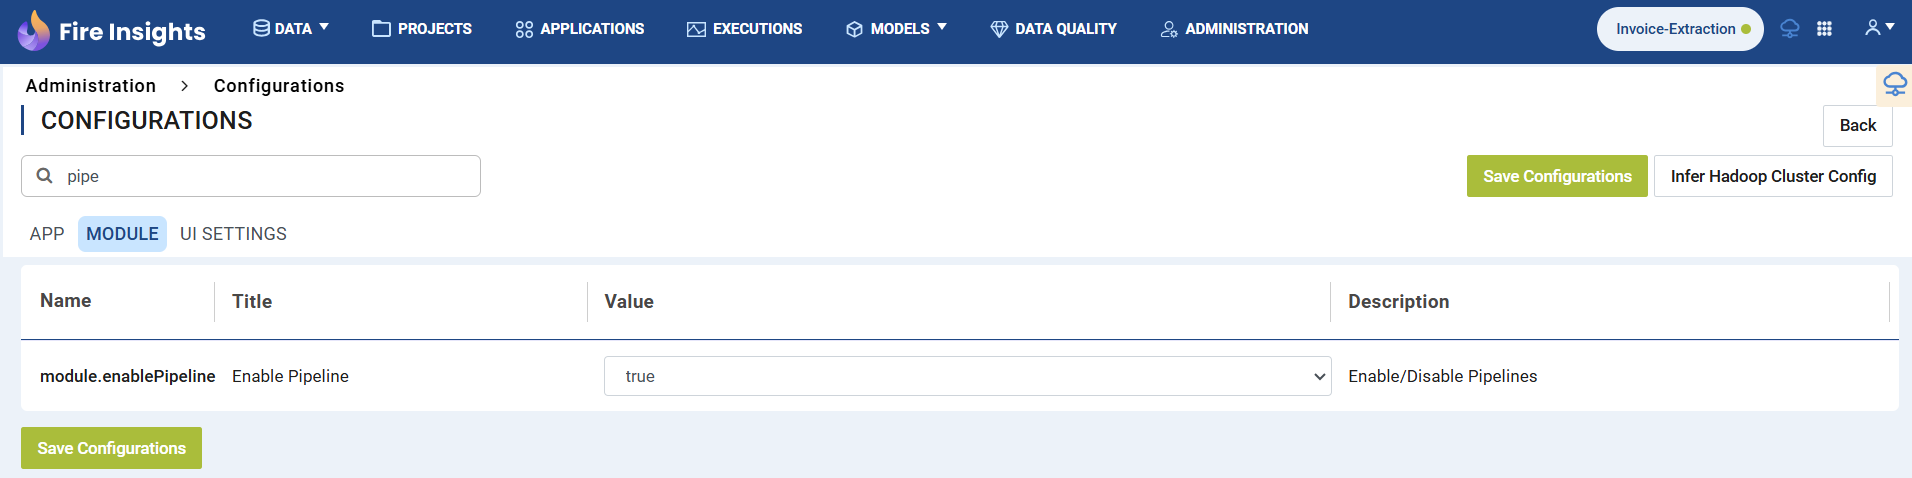 Fire Insights DATA PROJECTS APPLICATIONS EXECUTIONS MODELS DATA QUALITY ADMINISTRATION Invoice-Extraction
Administration > Configurations
CONFIGURATIONS
Back
pipe
Save Configurations Infer Hadoop Cluster Config
APP MODULE UI SETTINGS
Name Title Value Description
module.enablePipeline Enable Pipeline true Enable/Disable Pipelines
Save Configurations